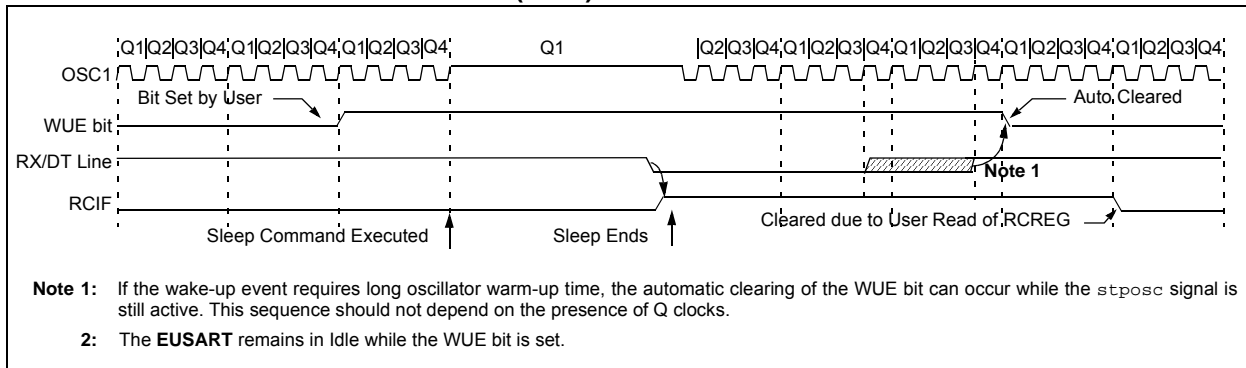 Q1|Q2|Q3|Q4|Q1|Q2|Q3|Q4|Q1|Q2|Q3|Q4 Q1 |Q2|Q3|Q4|Q1|Q2|Q3|Q4|Q1|Q2|Q3|Q4|Q1|Q2|Q3|Q4|Q1|Q2|Q3|Q4
OSC1
Bit Set by User Auto Cleared
WUE bit
RX/DT Line
Note 1
RCIF
Cleared due to User Read of RCREG
Sleep Command Executed Sleep Ends
Note 1: If the wake-up event requires long oscillator warm-up time, the automatic clearing of the WUE bit can occur while the stposc signal is
still active. This sequence should not depend on the presence of Q clocks.
2: The EUSART remains in Idle while the WUE bit is set.